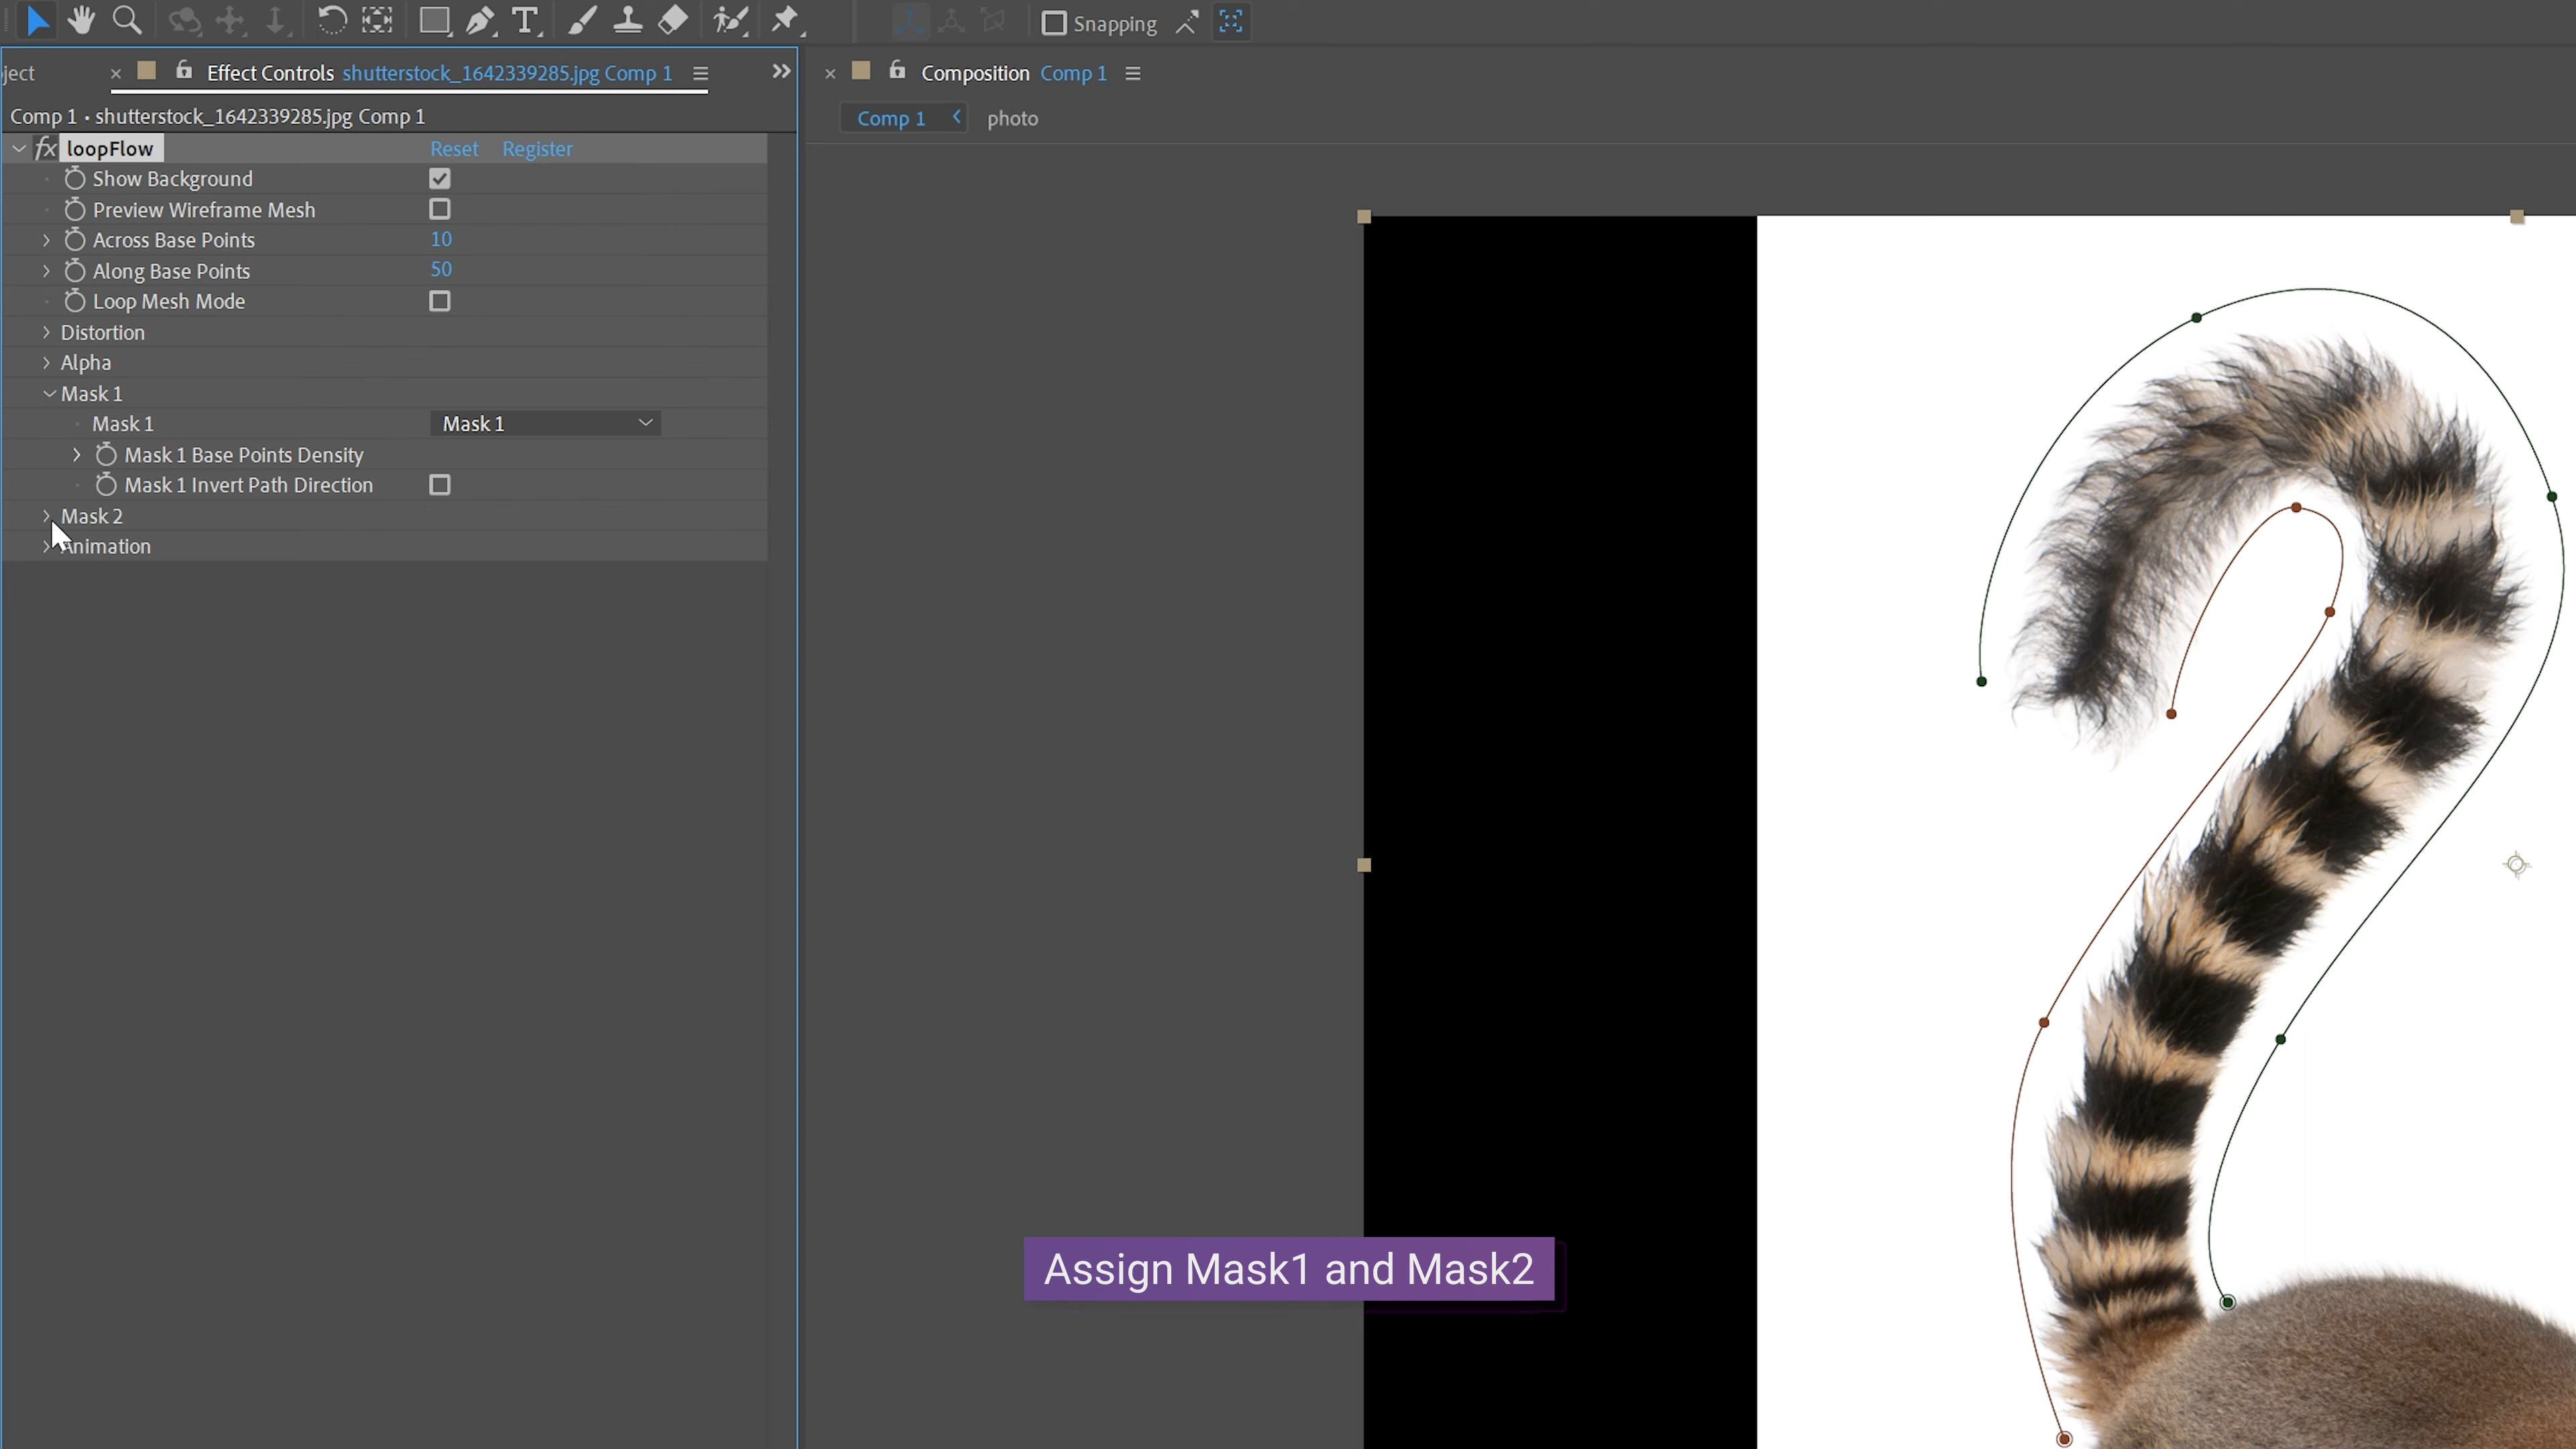 Snapping
ject
Effect Controls shutterstock_1642339285.jpg Comp 1
Composition Comp 1
Comp 1 • shutterstock_1642339285.jpg Comp 1
Comp 1
photo
fx loopFlow Reset Register
Show Background
Preview Wireframe Mesh
Across Base Points 10
Along Base Points 50
Loop Mesh Mode
Distortion
Alpha
Mask 1
Mask 1 Mask 1
Mask 1 Base Points Density
Mask 1 Invert Path Direction
Mask 2
Animation
Assign Mask1 and Mask2